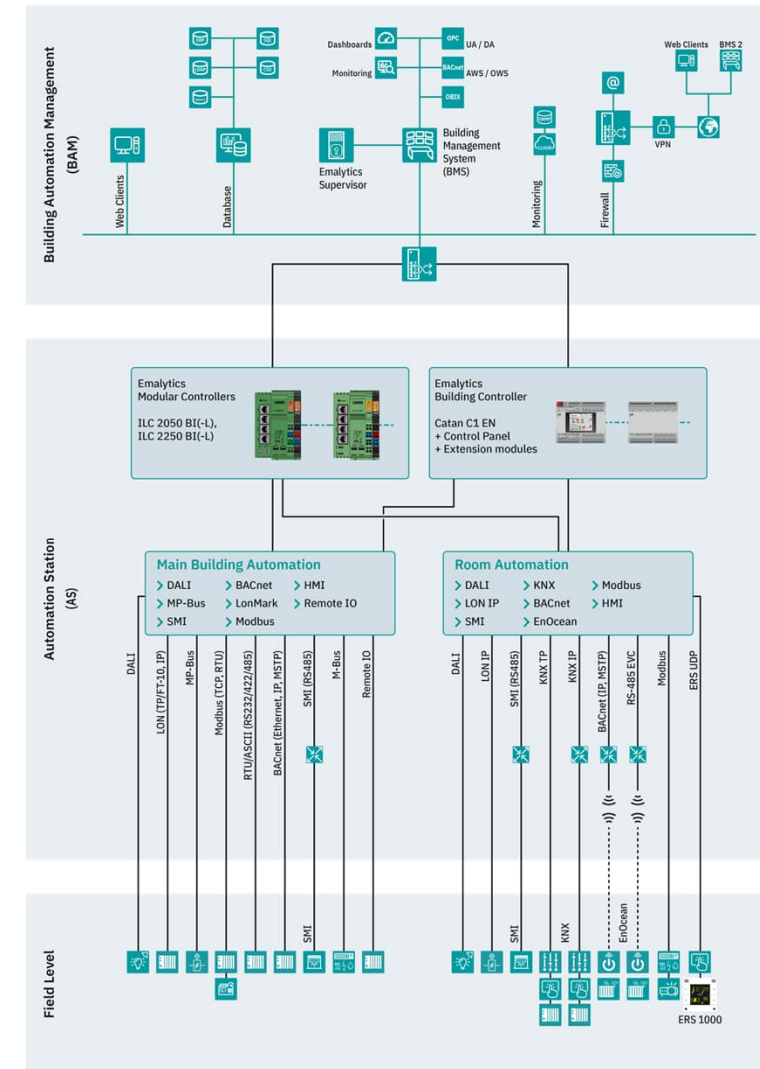 Building Automation Management
(BAM)
Dashboards
OPC
UA / DA
Monitoring
BACnet
AWS / OWS
OBIX
Web Clients
BMS 2
@
VPN
CLOUD
Emalytics
Supervisor
Building
Management
System
(BMS)
Web Clients
Database
Monitoring
Firewall
Automation Station
(AS)
Emalytics
Modular Controllers
ILC 2050 BI(-L),
ILC 2250 BI(-L)
Emalytics
Building Controller
Catan C1 EN
+ Control Panel
+ Extension modules
Main Building Automation
DALI
BACnet
HMI
MP-Bus
LonMark
Remote IO
SMI
Modbus
Room Automation
DALI
KNX
Modbus
LON IP
BACnet
HMI
SMI
EnOcean
DALI
LON (TP/FT-10, IP)
MP-Bus
Modbus (TCP, RTU)
RTU/ASCII (RS232/422/485)
BACnet (Ethernet, IP, MSTP)
SMI (RS485)
M-Bus
Remote IO
DALI
LON IP
SMI (RS485)
KNX TP
KNX IP
BACnet (IP, MSTP)
RS-485 EVC
Modbus
ERS UDP
Field Level
SMI
SMI
KNX
EnOcean
ERS 1000